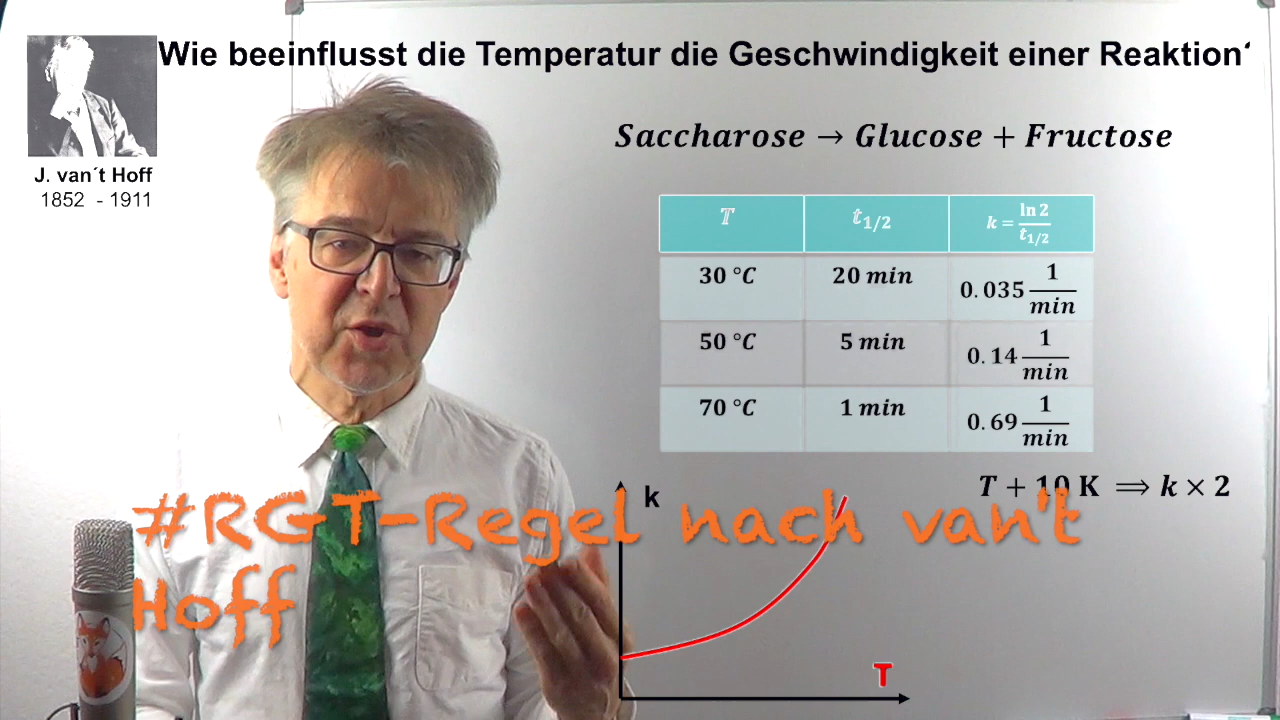 Wie beeinflusst die Temperatur die Geschwindigkeit einer Reaktion‘
J. van´t Hoff
1852 - 1911
Saccharose → Glucose + Fructose
T t̂1/2 k = ln 2 / t̂1/2
30 °C 20 min 0.035 1/min
50 °C 5 min 0.14 1/min
70 °C 1 min 0.69 1/min
T + 10 K ⟹ k × 2
k
#RGT-Regel nach van't
Hoff
T